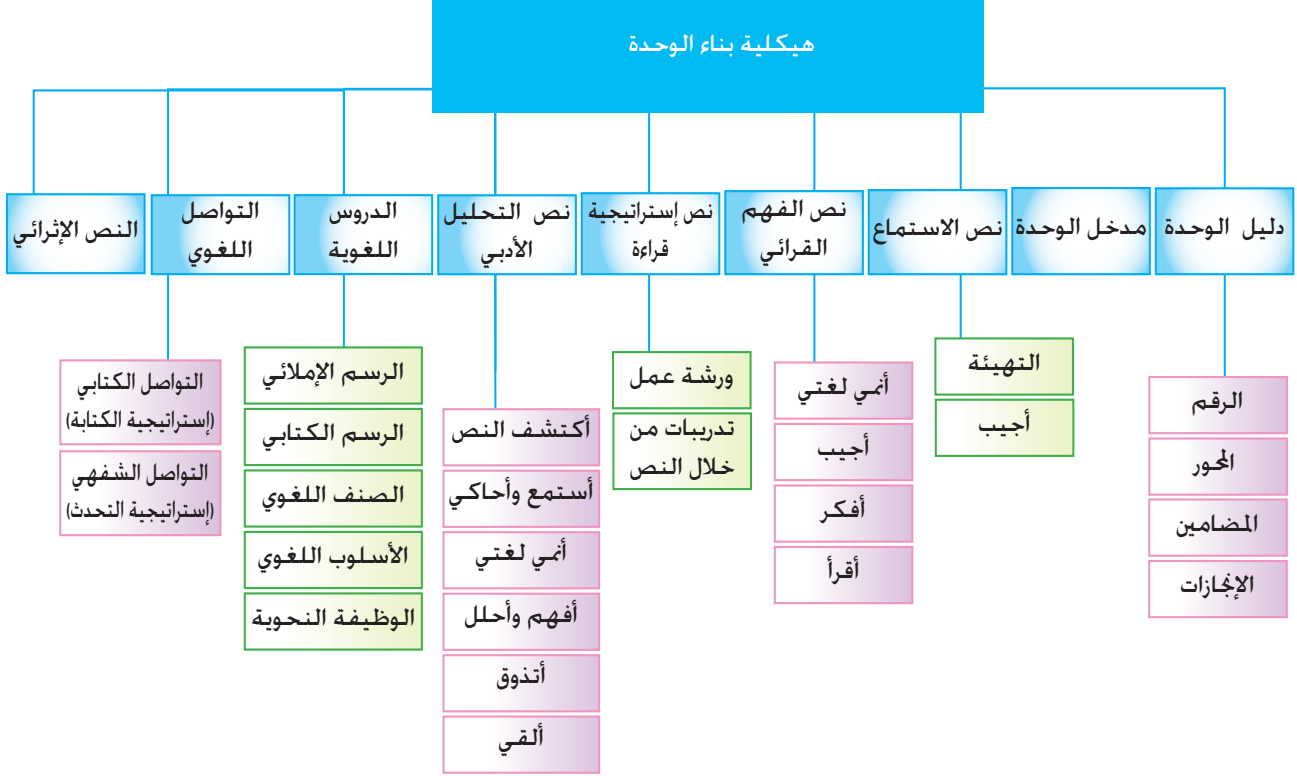 هيكلية بناء الوحدة
دليل الوحدة
مدخل الوحدة
نص الاستماع
نص الفهم
القرائي
نص إستراتيجية
قراءة
نص التحليل
الأدبي
الدروس
اللغوية
التواصل
اللغوي
النص الإثرائي
الرقم
المحور
المضامين
الإنجازات
التهيئة
أجيب
أنمي لغتي
أجيب
أفكر
أقرأ
ورشة عمل
تدريبات من
خلال النص
أكتشف النص
أستمع وأحاكي
أنمي لغتي
أفهم وأحلل
أتذوق
ألقي
الرسم الإملائي
الرسم الكتابي
الصنف اللغوي
الأسلوب اللغوي
الوظيفة النحوية
التواصل الكتابي
(إستراتيجية الكتابة)
التواصل الشفهي
(إستراتيجية التحدث)